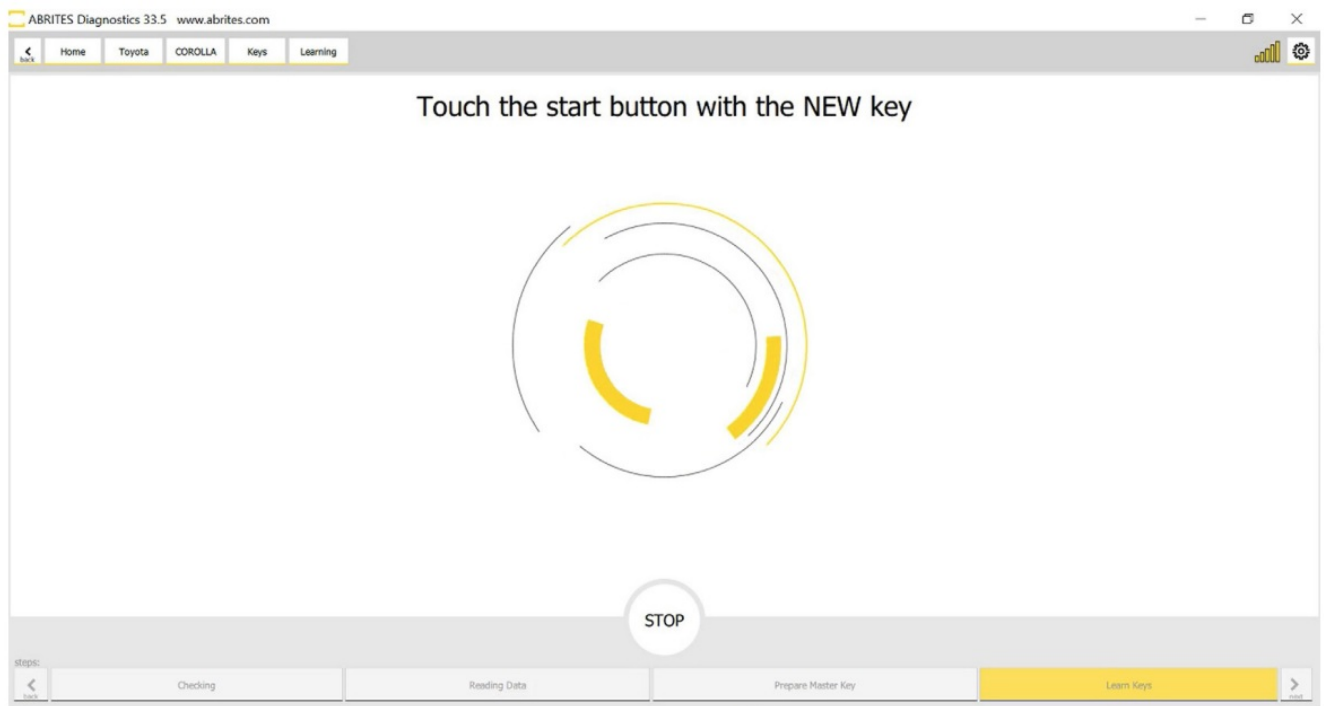 ABRITES Diagnostics 33.5 www.abrites.com
back Home Toyota COROLLA Keys Learning
Touch the start button with the NEW key
STOP
steps:
back Checking Reading Data Prepare Master Key Learn Keys next